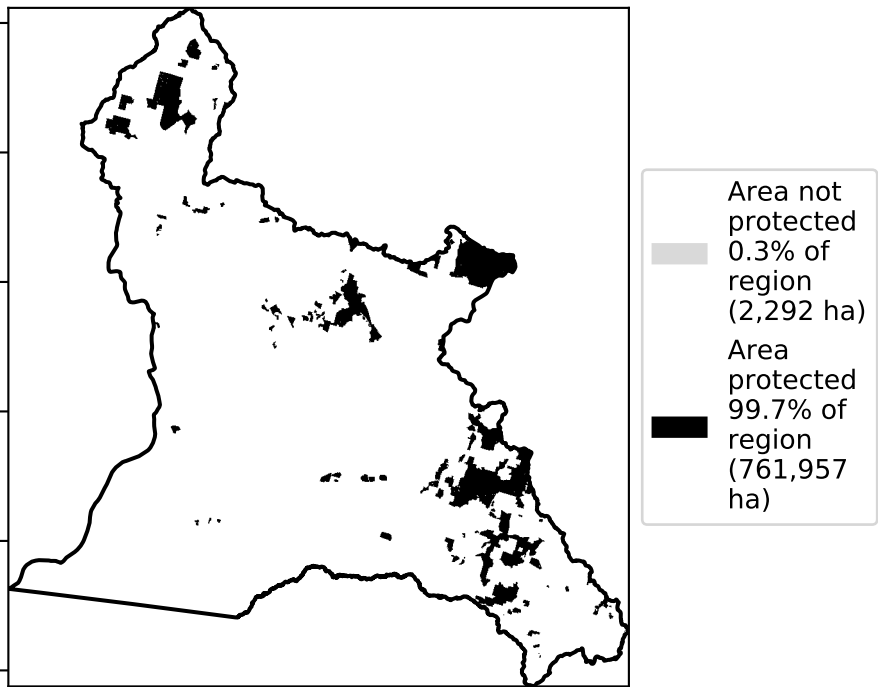 Area not
protected
0.3% of
region
(2,292 ha)
Area
protected
99.7% of
region
(761,957
ha)